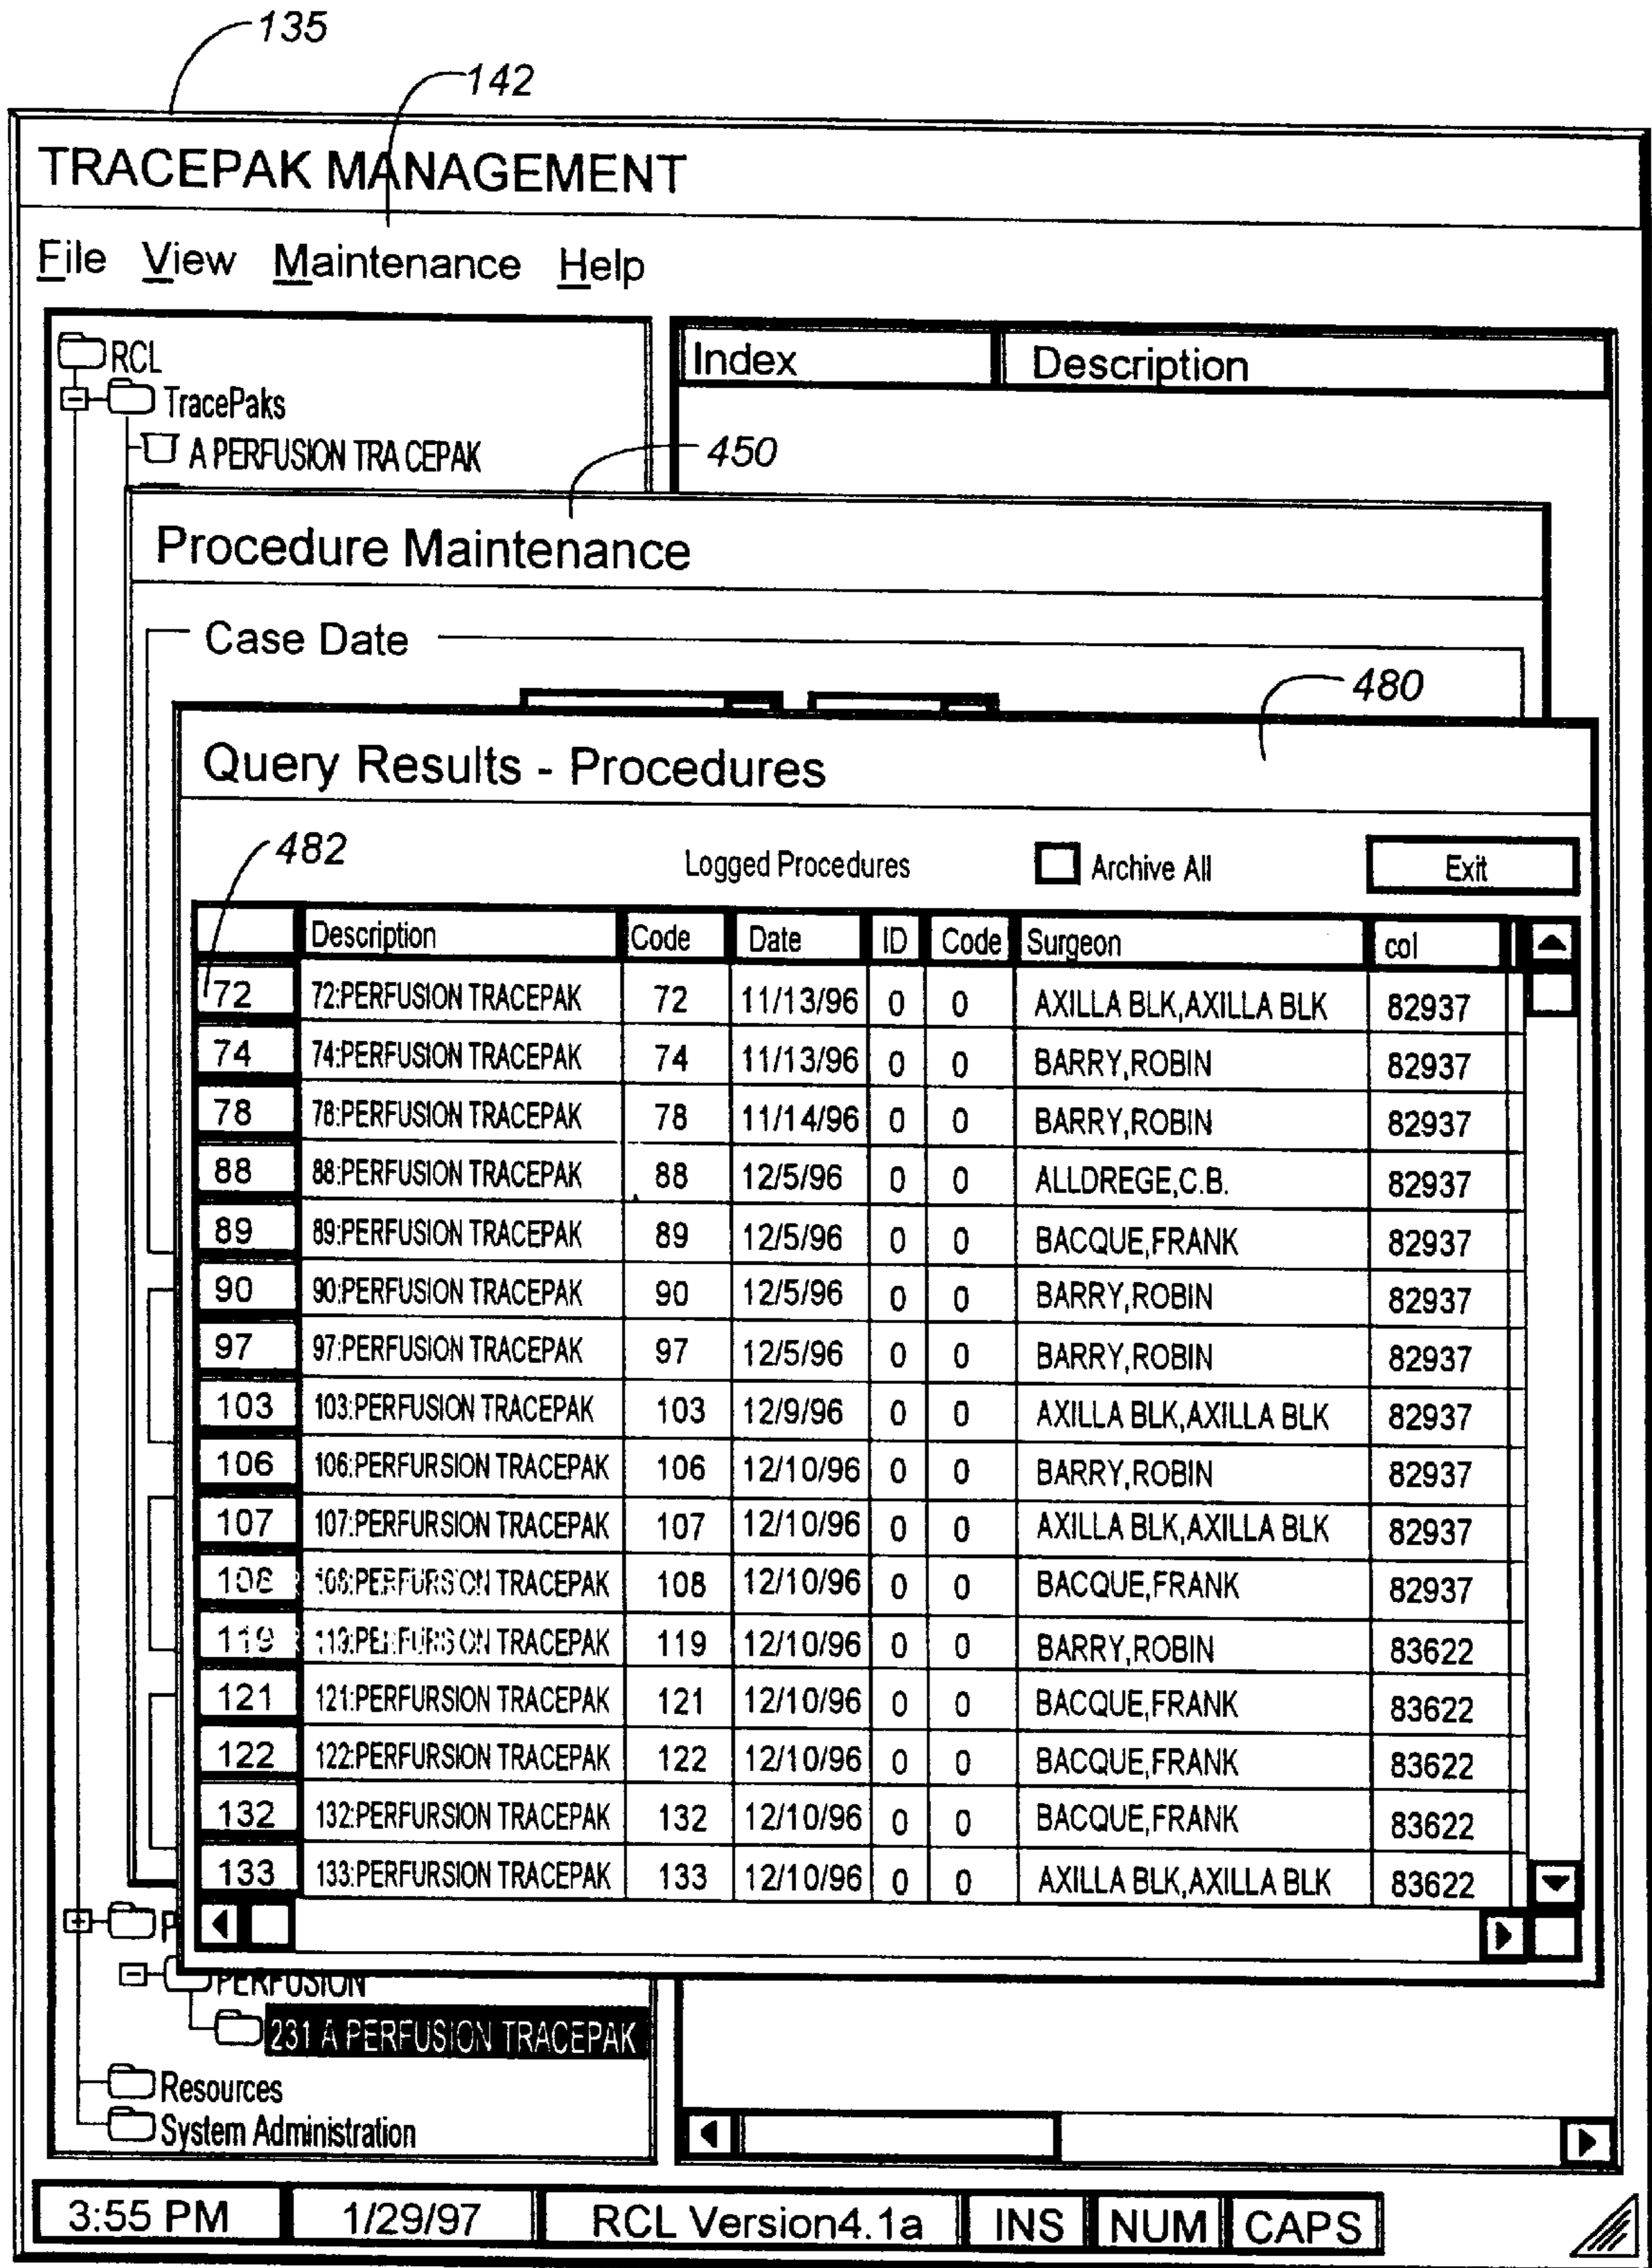 135
142
TRACEPAK MANAGEMENT
File View Maintenance Help
RCL
TracePaks
A PERFUSION TRA CEPAK
Index Description
450
Procedure Maintenance
Case Date
480
Query Results - Procedures
482
Logged Procedures Archive All Exit
Description Code Date ID Code Surgeon col
72 72:PERFUSION TRACEPAK 72 11/13/96 0 0 AXILLA BLK,AXILLA BLK 82937
74 74:PERFUSION TRACEPAK 74 11/13/96 0 0 BARRY,ROBIN 82937
78 78:PERFUSION TRACEPAK 78 11/14/96 0 0 BARRY,ROBIN 82937
88 88:PERFUSION TRACEPAK 88 12/5/96 0 0 ALLDREGE,C.B. 82937
89 89:PERFUSION TRACEPAK 89 12/5/96 0 0 BACQUE,FRANK 82937
90 90:PERFUSION TRACEPAK 90 12/5/96 0 0 BARRY,ROBIN 82937
97 97:PERFUSION TRACEPAK 97 12/5/96 0 0 BARRY,ROBIN 82937
103 103:PERFUSION TRACEPAK 103 12/9/96 0 0 AXILLA BLK,AXILLA BLK 82937
106 106:PERFURSION TRACEPAK 106 12/10/96 0 0 BARRY,ROBIN 82937
107 107:PERFURSION TRACEPAK 107 12/10/96 0 0 AXILLA BLK,AXILLA BLK 82937
108 108:PERFURSION TRACEPAK 108 12/10/96 0 0 BACQUE,FRANK 82937
119 119:PERFURSION TRACEPAK 119 12/10/96 0 0 BARRY,ROBIN 83622
121 121:PERFURSION TRACEPAK 121 12/10/96 0 0 BACQUE,FRANK 83622
122 122:PERFURSION TRACEPAK 122 12/10/96 0 0 BACQUE,FRANK 83622
132 132:PERFURSION TRACEPAK 132 12/10/96 0 0 BACQUE,FRANK 83622
133 133:PERFURSION TRACEPAK 133 12/10/96 0 0 AXILLA BLK,AXILLA BLK 83622
PERFUSION
231 A PERFUSION TRACEPAK
Resources
System Administration
3:55 PM 1/29/97 RCL Version4.1a INS NUM CAPS